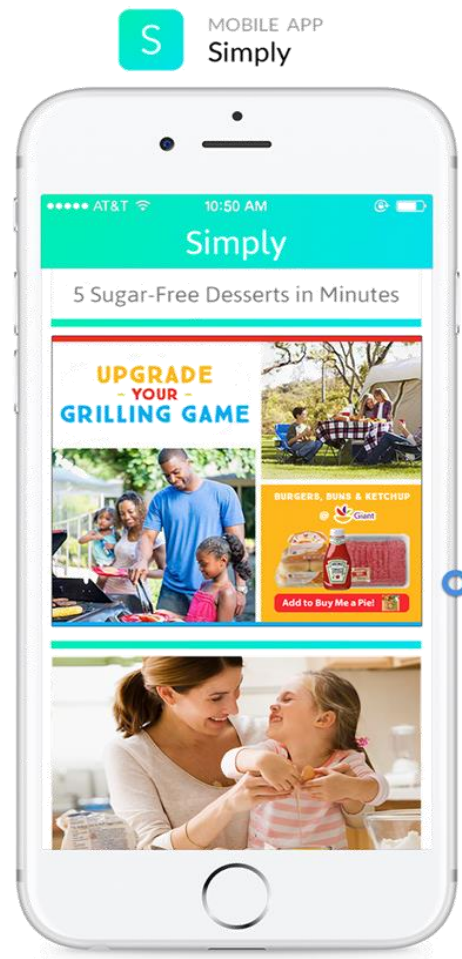 S
MOBILE APP
Simply
AT&T
10:50 AM
Simply
5 Sugar-Free Desserts in Minutes
UPGRADE
- YOUR -
GRILLING GAME
BURGERS, BUNS & KETCHUP
@ Giant
HEINZ
Add to Buy Me a Pie!